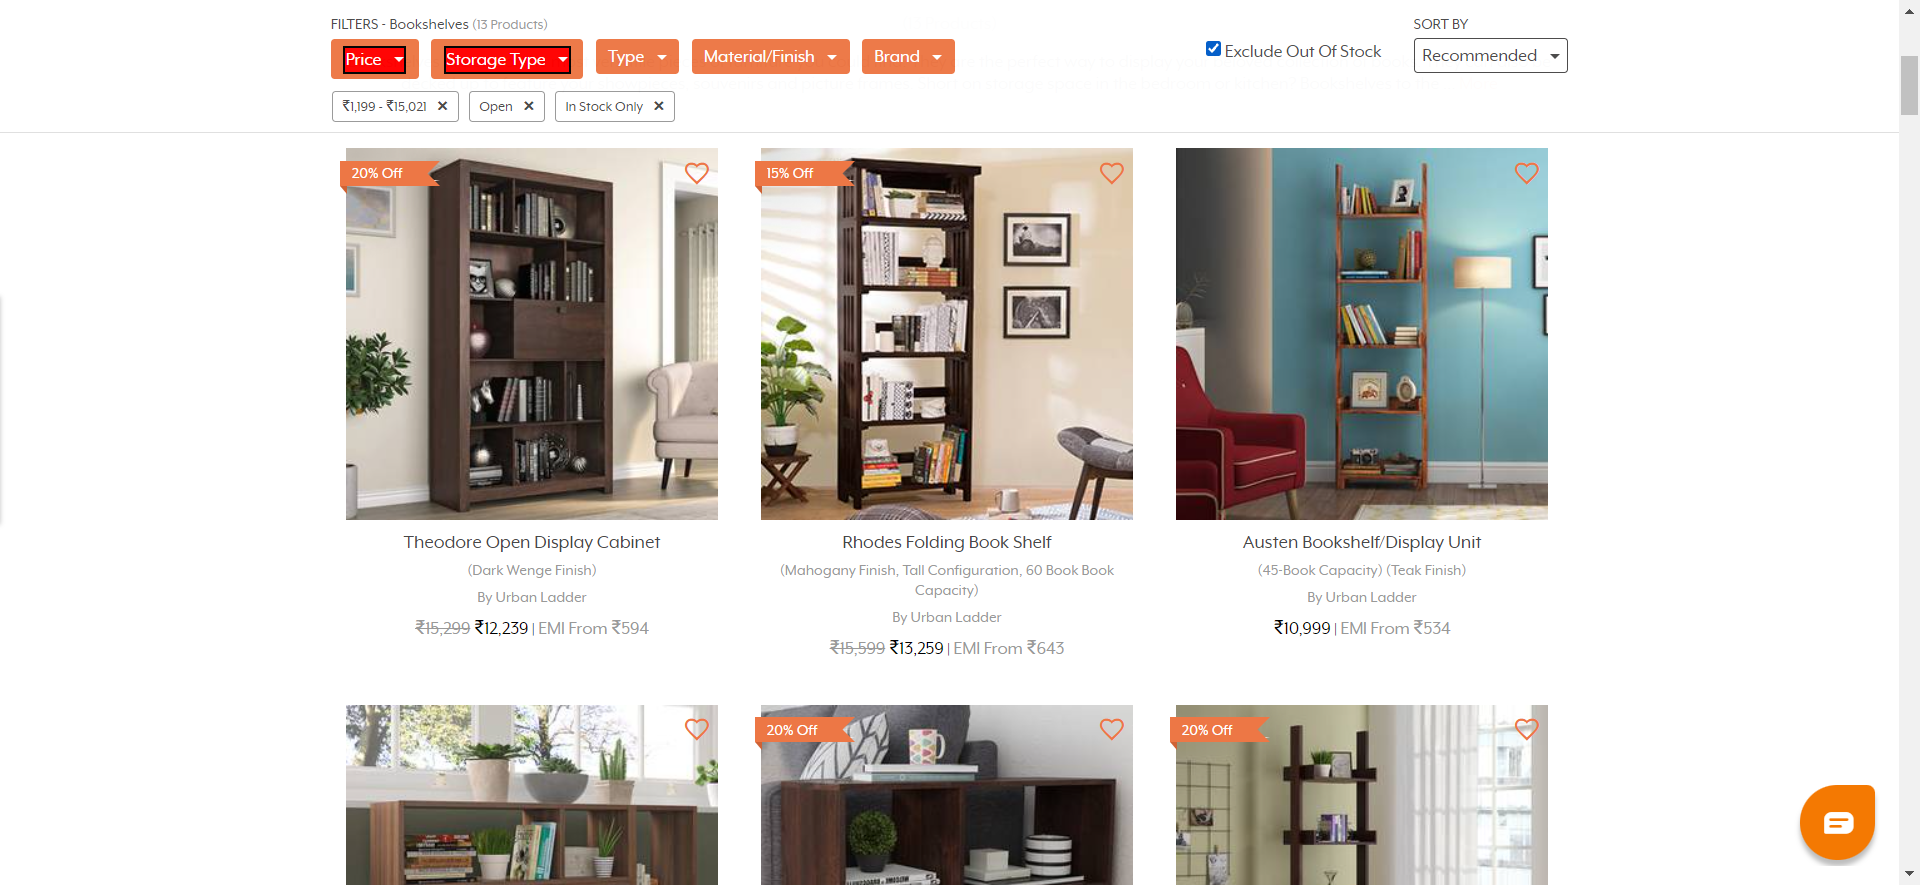 FILTERS - Bookshelves (13 Products)
SORT BY
Price
Storage Type
Type
Material/Finish
Brand
Exclude Out Of Stock
Recommended
₹1,199 - ₹15,021 ✕
Open ✕
In Stock Only ✕
20% Off
15% Off
Theodore Open Display Cabinet
(Dark Wenge Finish)
By Urban Ladder
₹15,299 ₹12,239 | EMI From ₹594
Rhodes Folding Book Shelf
(Mahogany Finish, Tall Configuration, 60 Book Book
Capacity)
By Urban Ladder
₹15,599 ₹13,259 | EMI From ₹643
Austen Bookshelf/Display Unit
(45-Book Capacity) (Teak Finish)
By Urban Ladder
₹10,999 | EMI From ₹534
20% Off
20% Off